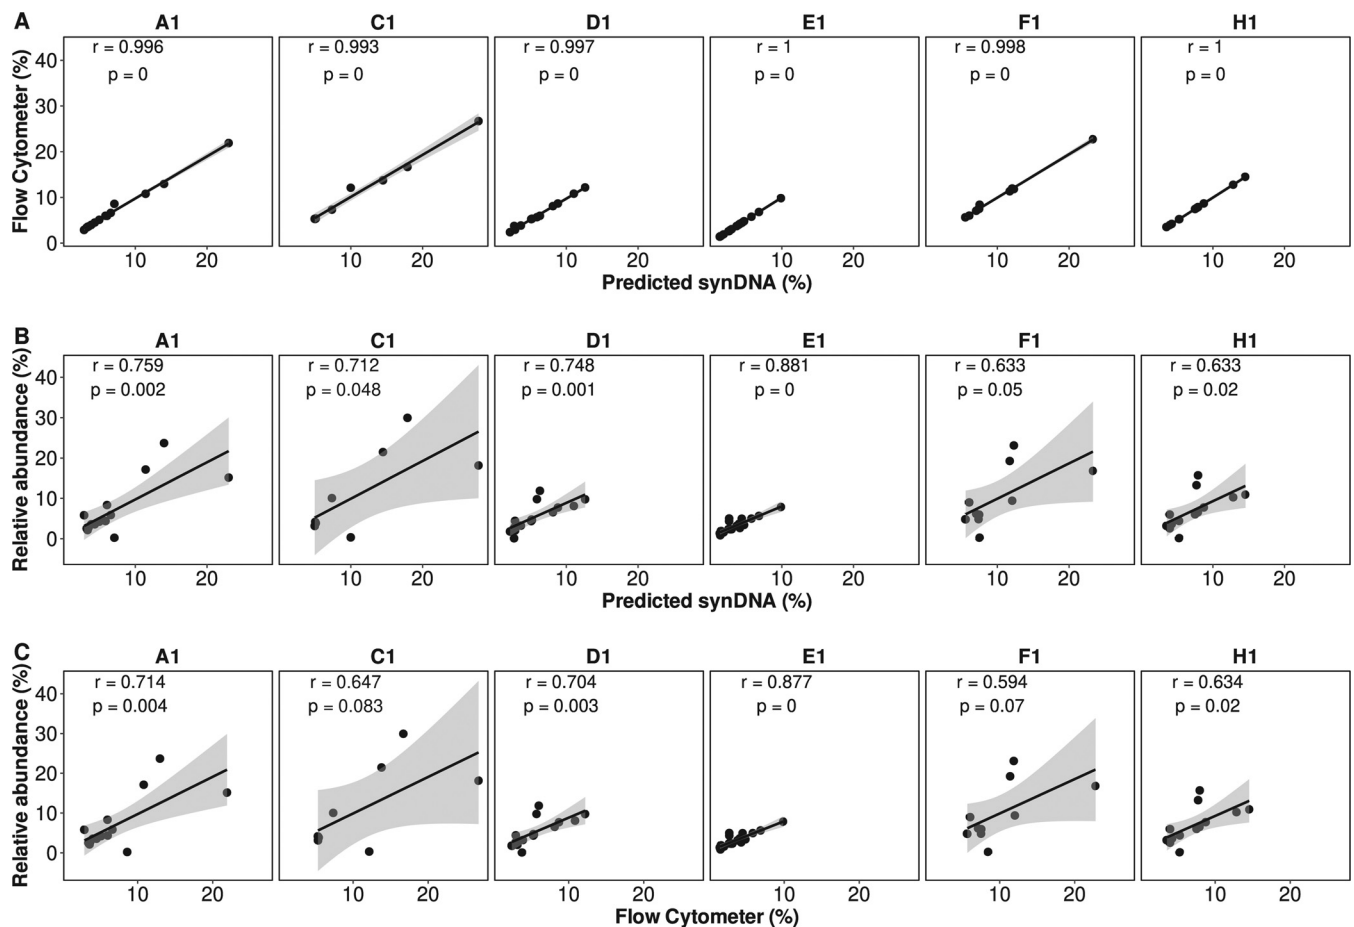 A
A1 C1 D1 E1 F1 H1
r = 0.996 r = 0.993 r = 0.997 r = 1 r = 0.998 r = 1
p = 0 p = 0 p = 0 p = 0 p = 0 p = 0
Flow Cytometer (%)
40
30
20
10
0
10 20 10 20 10 20 10 20 10 20 10 20
Predicted synDNA (%)
B
A1 C1 D1 E1 F1 H1
r = 0.759 r = 0.712 r = 0.748 r = 0.881 r = 0.633 r = 0.633
p = 0.002 p = 0.048 p = 0.001 p = 0 p = 0.05 p = 0.02
Relative abundance (%)
40
30
20
10
0
10 20 10 20 10 20 10 20 10 20 10 20
Predicted synDNA (%)
C
A1 C1 D1 E1 F1 H1
r = 0.714 r = 0.647 r = 0.704 r = 0.877 r = 0.594 r = 0.634
p = 0.004 p = 0.083 p = 0.003 p = 0 p = 0.07 p = 0.02
Relative abundance (%)
40
30
20
10
0
10 20 10 20 10 20 10 20 10 20 10 20
Flow Cytometer (%)